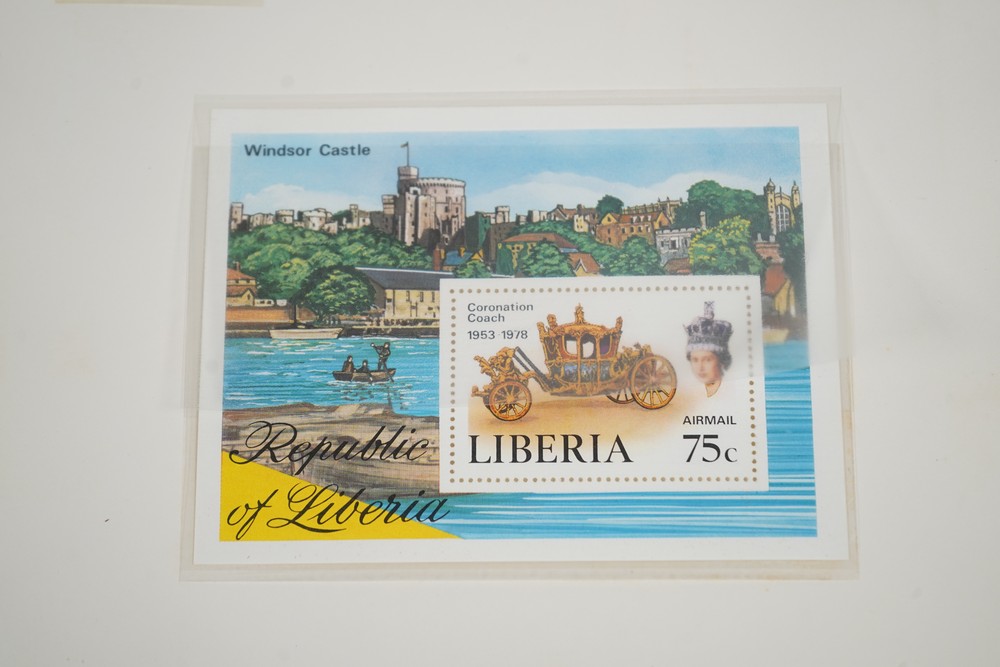 Windsor Castle
Coronation
Coach
1953-1978
AIRMAIL
LIBERIA 75c
Republic
of Liberia